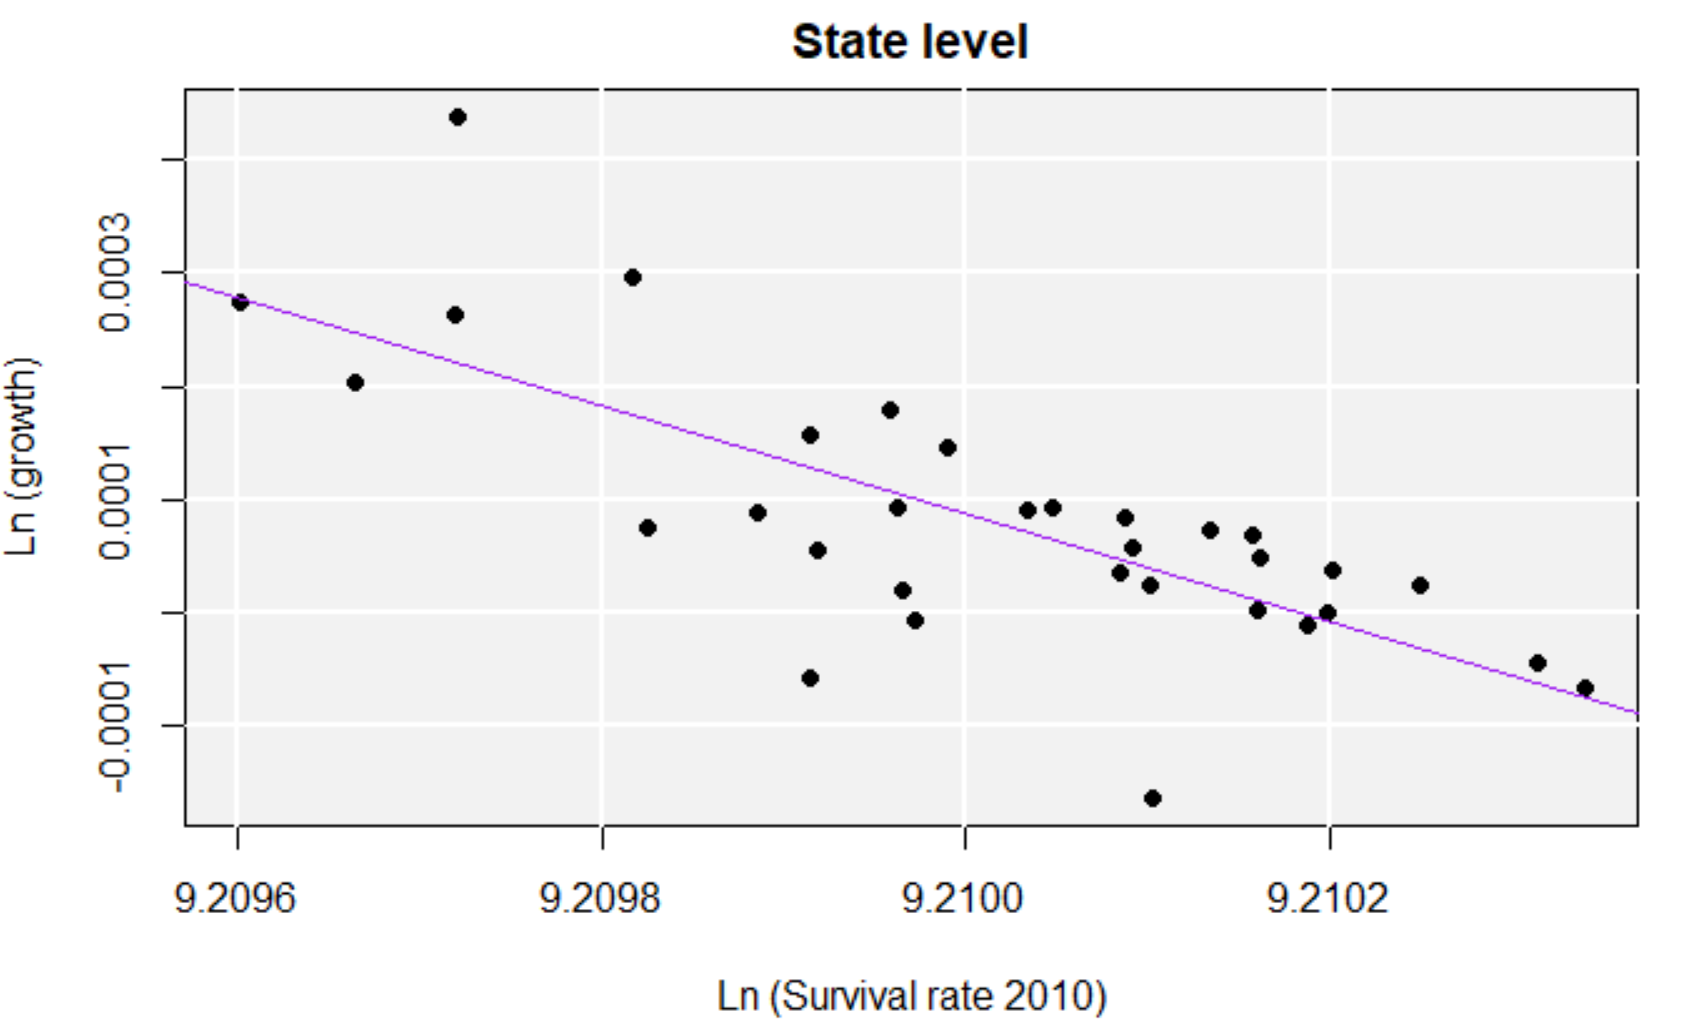 State level
Ln (growth)
0.0003
0.0001
-0.0001
9.2096 9.2098 9.2100 9.2102
Ln (Survival rate 2010)